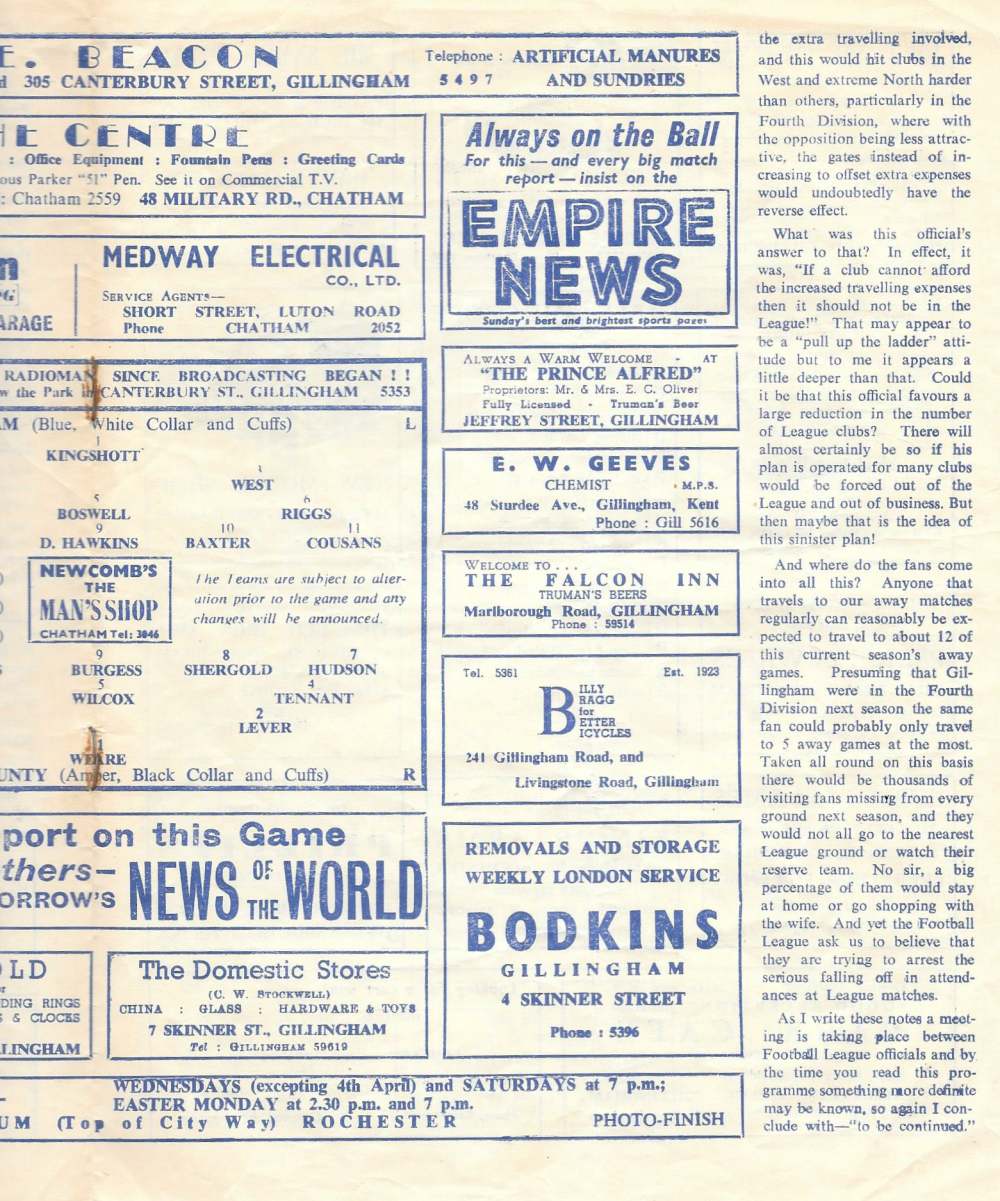 E. BEACON
305 CANTERBURY STREET, GILLINGHAM
Telephone : ARTIFICIAL MANURES
5 4 9 7 AND SUNDRIES
HE CENTRE
: Office Equipment : Fountain Pens : Greeting Cards
ous Parker "51" Pen. See it on Commercial T.V.
: Chatham 2559 48 MILITARY RD., CHATHAM
ARAGE
MEDWAY ELECTRICAL
CO., LTD.
SERVICE AGENTS—
SHORT STREET, LUTON ROAD
Phone CHATHAM 2052
RADIOMAN SINCE BROADCASTING BEGAN ! !
w the Park in CANTERBURY ST., GILLINGHAM 5353
AM (Blue, White Collar and Cuffs) L
1
KINGSHOTT
3
WEST
5 6
BOSWELL RIGGS
9 10 11
D. HAWKINS BAXTER COUSANS
NEWCOMB'S
THE
MAN'S SHOP
CHATHAM Tel: 3046
The Teams are subject to alter-
ation prior to the game and any
changes will be announced.
9 8 7
BURGESS SHERGOLD HUDSON
5 4
WILCOX TENNANT
2
LEVER
1
WEARE
UNTY (Amber, Black Collar and Cuffs) R
port on this Game
thers—
ORROW'S NEWS OF THE WORLD
LD
DING RINGS
S & CLOCKS
LLINGHAM
The Domestic Stores
(C. W. STOCKWELL)
CHINA : GLASS : HARDWARE & TOYS
7 SKINNER ST., GILLINGHAM
Tel : GILLINGHAM 59619
WEDNESDAYS (excepting 4th April) and SATURDAYS at 7 p.m.;
EASTER MONDAY at 2.30 p.m. and 7 p.m.
UM (Top of City Way) ROCHESTER PHOTO-FINISH
Always on the Ball
For this — and every big match
report — insist on the
EMPIRE
NEWS
Sunday's best and brightest sports pages
ALWAYS A WARM WELCOME - AT
"THE PRINCE ALFRED"
Proprietors: Mr. & Mrs. E. C. Oliver
Fully Licensed - Truman's Beer
JEFFREY STREET, GILLINGHAM
E. W. GEEVES
CHEMIST M.P.S.
48 Sturdee Ave., Gillingham, Kent
Phone : Gill 5616
WELCOME TO . . .
THE FALCON INN
TRUMAN'S BEERS
Marlborough Road, GILLINGHAM
Phone : 59514
Tel. 5361 Est. 1923
BILLY
BRAGG
for
BETTER
BICYCLES
241 Gillingham Road, and
Livingstone Road, Gillingham
REMOVALS AND STORAGE
WEEKLY LONDON SERVICE
BODKINS
GILLINGHAM
4 SKINNER STREET
Phone : 5396
the extra travelling involved,
and this would hit clubs in the
West and extreme North harder
than others, particularly in the
Fourth Division, where with
the opposition being less attrac-
tive, the gates instead of in-
creasing to offset extra expenses
would undoubtedly have the
reverse effect.
What was this official's
answer to that? In effect, it
was, "If a club cannot afford
the increased travelling expenses
then it should not be in the
League!" That may appear to
be a "pull up the ladder" atti-
tude but to me it appears a
little deeper than that. Could
it be that this official favours a
large reduction in the number
of League clubs? There will
almost certainly be so if his
plan is operated for many clubs
would be forced out of the
League and out of business. But
then maybe that is the idea of
this sinister plan!
And where do the fans come
into all this? Anyone that
travels to our away matches
regularly can reasonably be ex-
pected to travel to about 12 of
this current season's away
games. Presuming that Gil-
lingham were in the Fourth
Division next season the same
fan could probably only travel
to 5 away games at the most.
Taken all round on this basis
there would be thousands of
visiting fans missing from every
ground next season, and they
would not all go to the nearest
League ground or watch their
reserve team. No sir, a big
percentage of them would stay
at home or go shopping with
the wife. And yet the Football
League ask us to believe that
they are trying to arrest the
serious falling off in attend-
ances at League matches.
As I write these notes a meet-
ing is taking place between
Football League officials and by
the time you read this pro-
gramme something more definite
may be known, so again I con-
clude with—"to be continued."